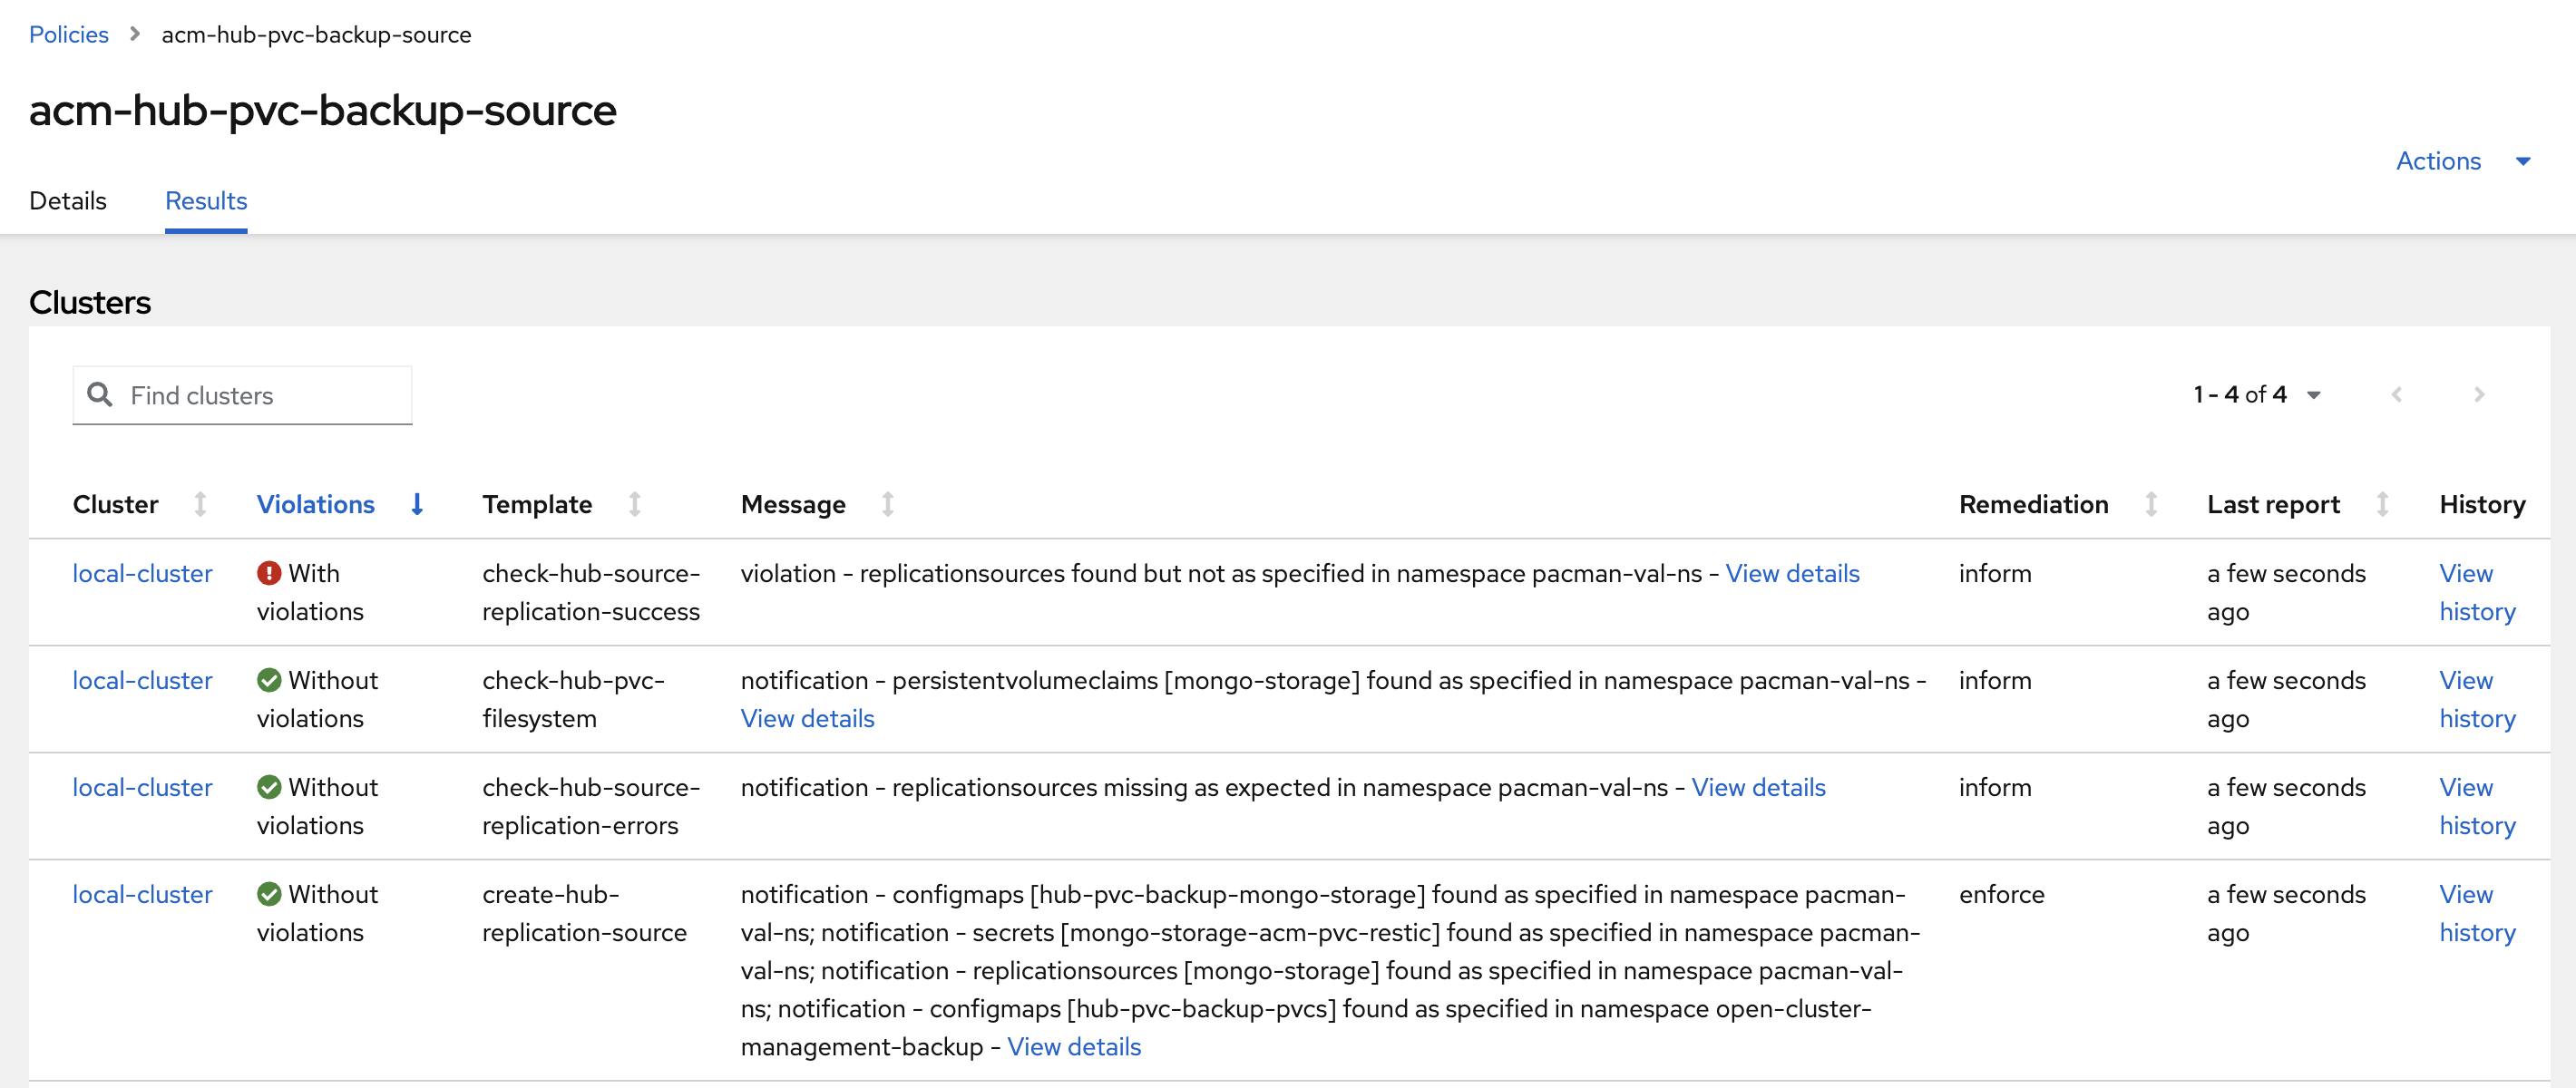 Policies > acm-hub-pvc-backup-source
acm-hub-pvc-backup-source
Actions
Details Results
Clusters
Find clusters
1 - 4 of 4
Cluster Violations Template Message Remediation Last report History
local-cluster With check-hub-source- violation - replicationsources found but not as specified in namespace pacman-val-ns - View details inform a few seconds View
violations replication-success ago history
local-cluster Without check-hub-pvc- notification - persistentvolumeclaims [mongo-storage] found as specified in namespace pacman-val-ns - inform a few seconds View
violations filesystem View details ago history
local-cluster Without check-hub-source- notification - replicationsources missing as expected in namespace pacman-val-ns - View details inform a few seconds View
violations replication-errors ago history
local-cluster Without create-hub- notification - configmaps [hub-pvc-backup-mongo-storage] found as specified in namespace pacman- enforce a few seconds View
violations replication-source val-ns; notification - secrets [mongo-storage-acm-pvc-restic] found as specified in namespace pacman- ago history
val-ns; notification - replicationsources [mongo-storage] found as specified in namespace pacman-val-
ns; notification - configmaps [hub-pvc-backup-pvcs] found as specified in namespace open-cluster-
management-backup - View details